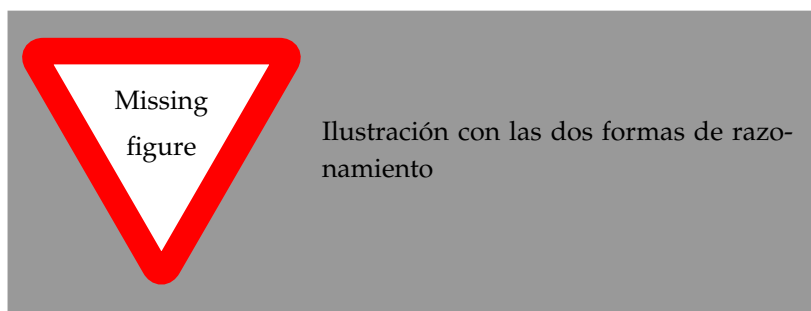 Missing
figure
Ilustración con las dos formas de razo-
namiento